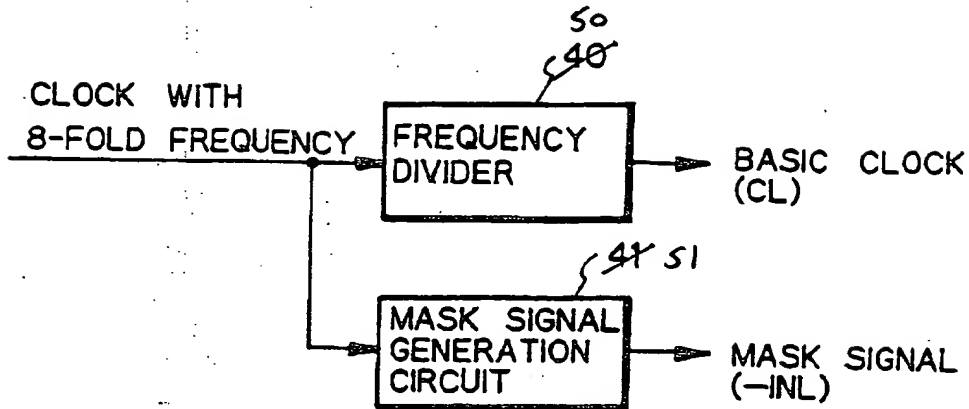 50
40
CLOCK WITH
8-FOLD FREQUENCY
FREQUENCY
DIVIDER
BASIC CLOCK
(CL)
41 51
MASK SIGNAL
GENERATION
CIRCUIT
MASK SIGNAL
(-INL)